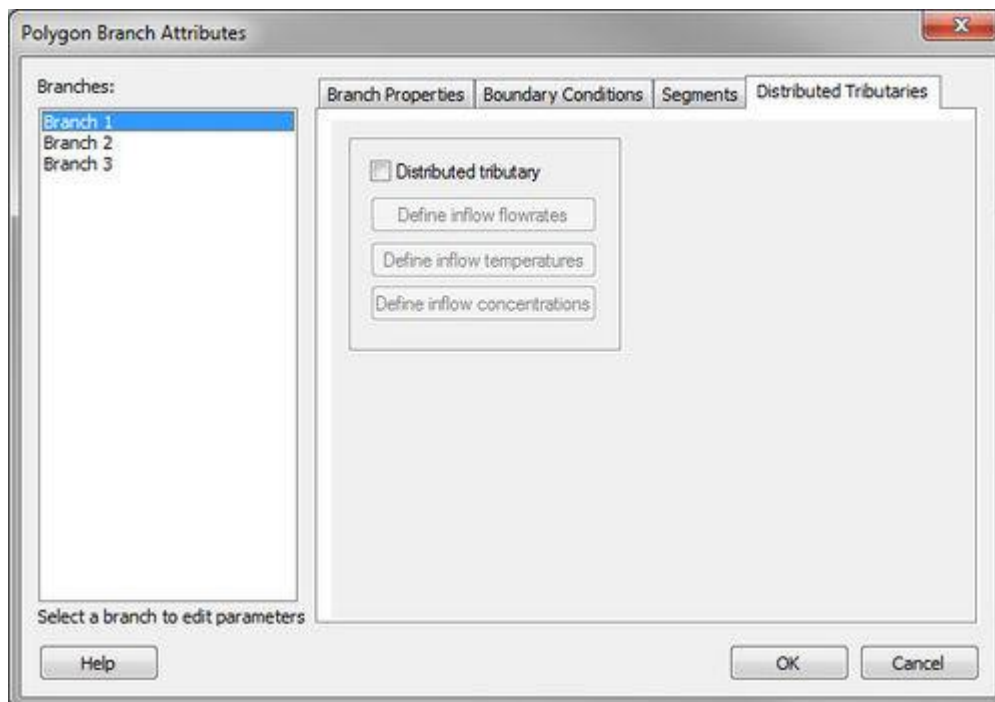 Polygon Branch Attributes
Branches:
Branch 1
Branch 2
Branch 3
Select a branch to edit parameters
Branch Properties
Boundary Conditions
Segments
Distributed Tributaries
Distributed tributary
Define inflow flowrates
Define inflow temperatures
Define inflow concentrations
Help
OK
Cancel